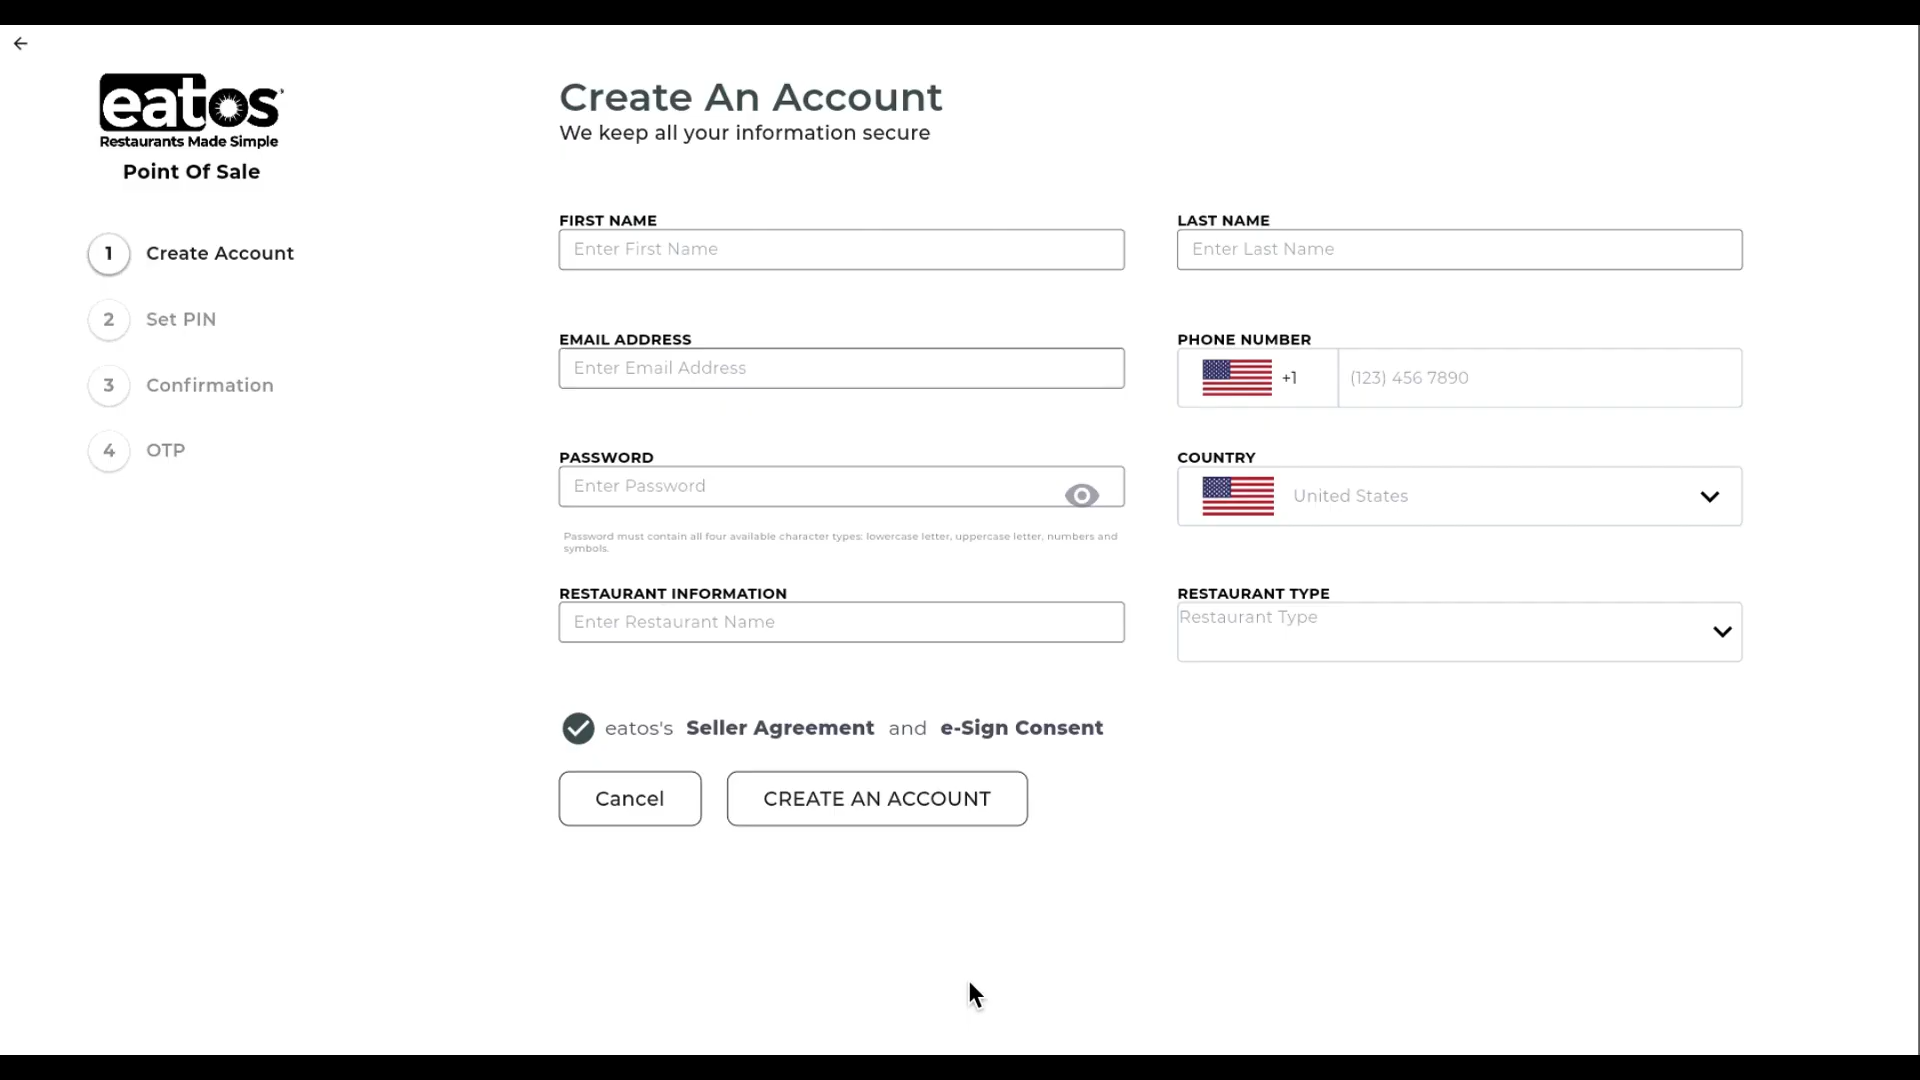 eatos
Restaurants Made Simple
Point Of Sale
1 Create Account
2 Set PIN
3 Confirmation
4 OTP
Create An Account
We keep all your information secure
FIRST NAME
Enter First Name
LAST NAME
Enter Last Name
EMAIL ADDRESS
Enter Email Address
PHONE NUMBER
+1 (123) 456 7890
PASSWORD
Enter Password
Password must contain all four available character types: lowercase letter, uppercase letter, numbers and
symbols.
COUNTRY
United States
RESTAURANT INFORMATION
Enter Restaurant Name
RESTAURANT TYPE
Restaurant Type
eatos's Seller Agreement and e-Sign Consent
Cancel
CREATE AN ACCOUNT